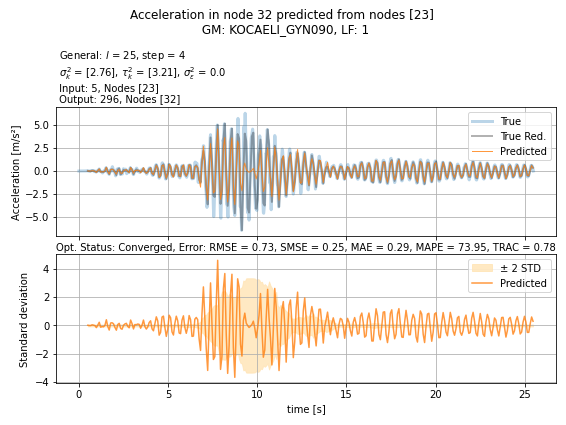 Acceleration in node 32 predicted from nodes [23]
GM: KOCAELI_GYN090, LF: 1
General: l = 25, step = 4
σ²ₖ = [2.76], τ²ₖ = [3.21], σ²ε = 0.0
Input: 5, Nodes [23]
Output: 296, Nodes [32]
Acceleration [m/s²]
5.0
2.5
0.0
−2.5
−5.0
True
True Red.
Predicted
Opt. Status: Converged, Error: RMSE = 0.73, SMSE = 0.25, MAE = 0.29, MAPE = 73.95, TRAC = 0.78
Standard deviation
4
2
0
−2
−4
± 2 STD
Predicted
0 5 10 15 20 25
time [s]